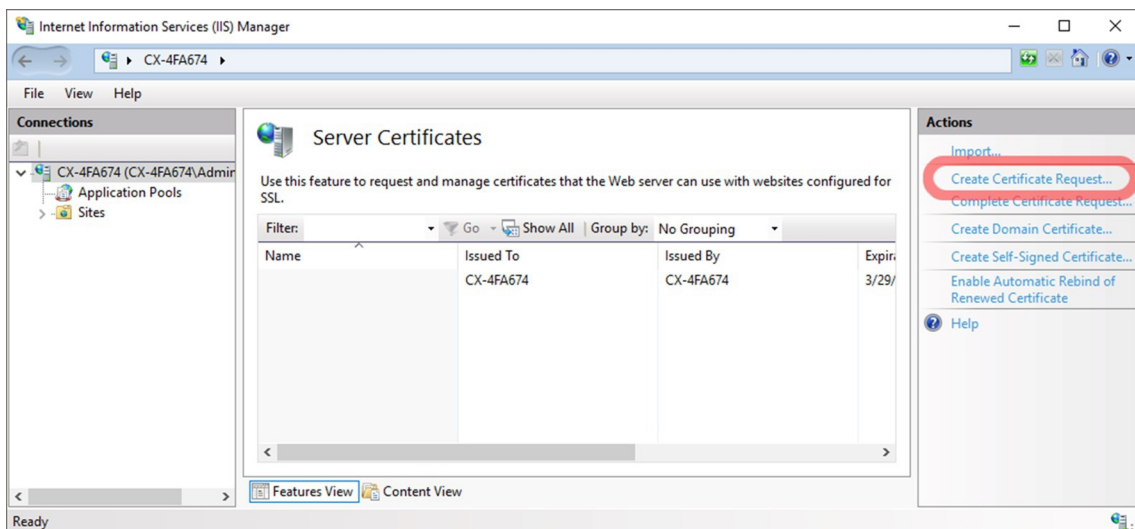 Internet Information Services (IIS) Manager
CX-4FA674
File View Help
Connections
CX-4FA674 (CX-4FA674\Admin
Application Pools
Sites
Server Certificates
Use this feature to request and manage certificates that the Web server can use with websites configured for
SSL.
Filter: Go Show All Group by: No Grouping
Name Issued To Issued By Expira
CX-4FA674 CX-4FA674 3/29/
Features View Content View
Actions
Import...
Create Certificate Request...
Complete Certificate Request...
Create Domain Certificate...
Create Self-Signed Certificate...
Enable Automatic Rebind of
Renewed Certificate
Help
Ready